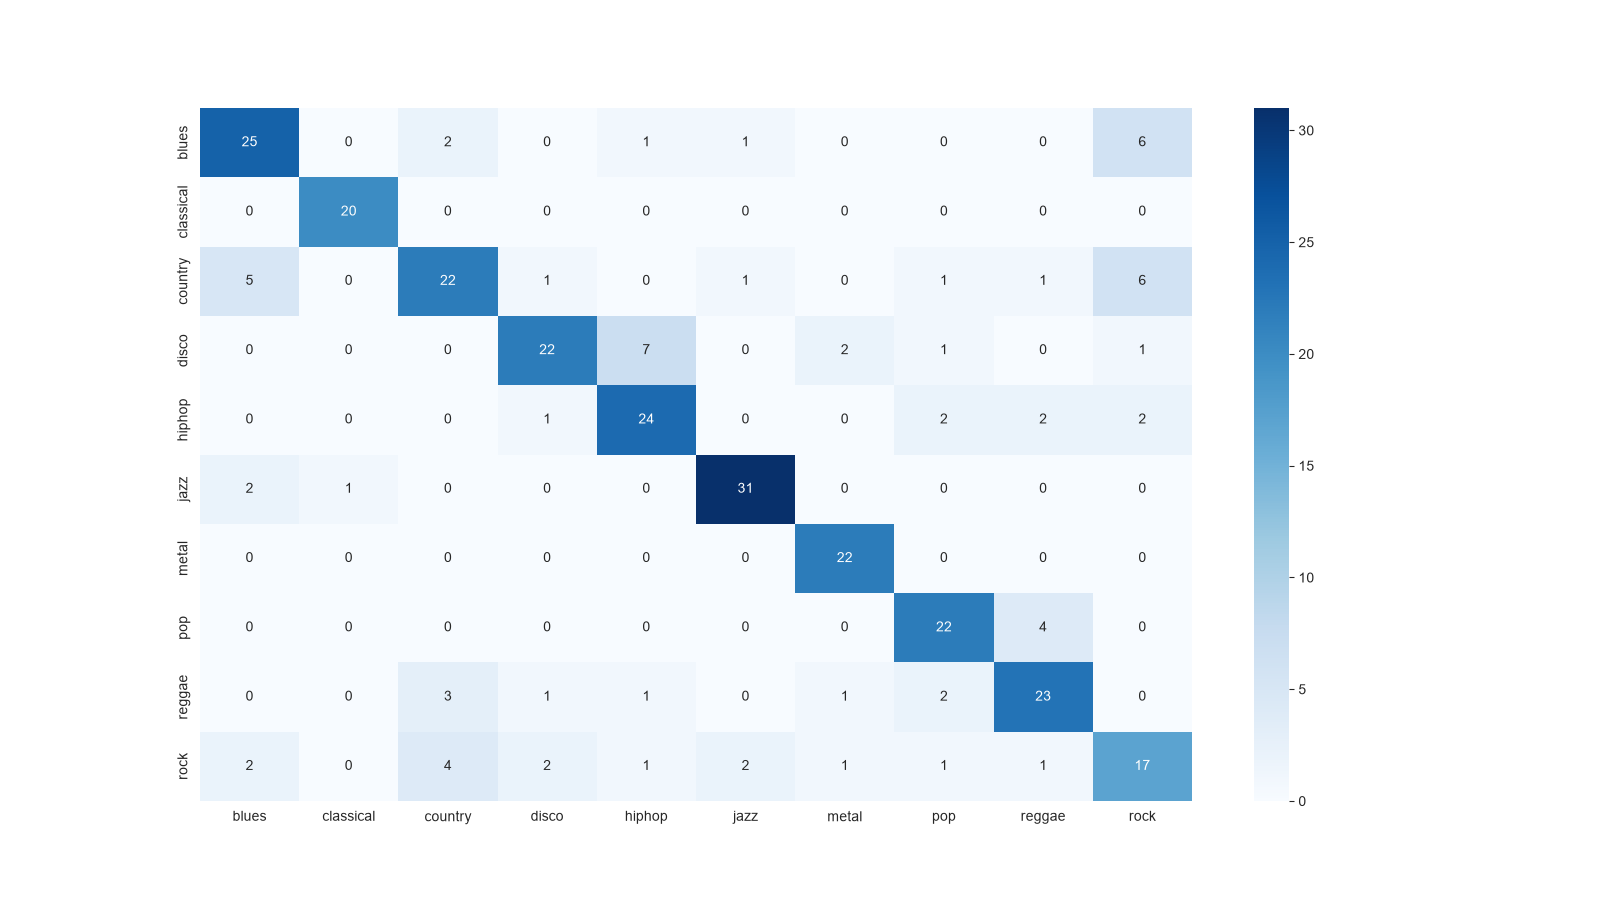 blues 25 0 2 0 1 1 0 0 0 6
classical 0 20 0 0 0 0 0 0 0 0
country 5 0 22 1 0 1 0 1 1 6
disco 0 0 0 22 7 0 2 1 0 1
hiphop 0 0 0 1 24 0 0 2 2 2
jazz 2 1 0 0 0 31 0 0 0 0
metal 0 0 0 0 0 0 22 0 0 0
pop 0 0 0 0 0 0 0 22 4 0
reggae 0 0 3 1 1 0 1 2 23 0
rock 2 0 4 2 1 2 1 1 1 17
blues classical country disco hiphop jazz metal pop reggae rock
30
25
20
15
10
5
0